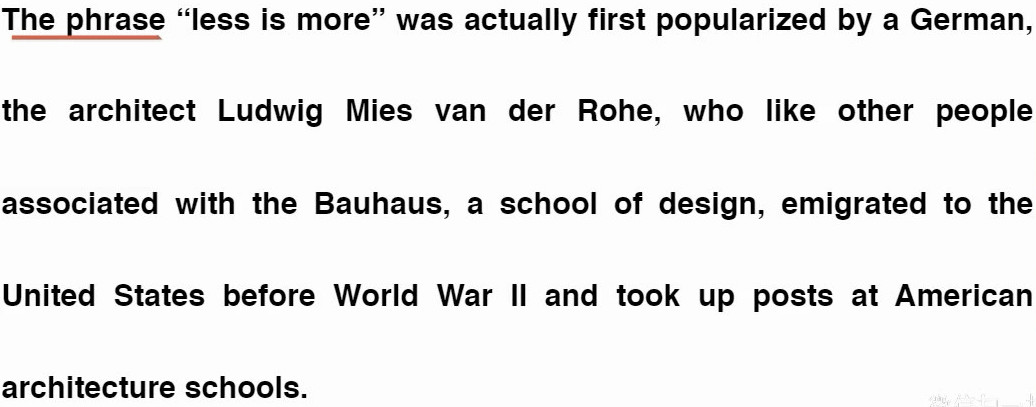 The phrase “less is more” was actually first popularized by a German,
the architect Ludwig Mies van der Rohe, who like other people
associated with the Bauhaus, a school of design, emigrated to the
United States before World War II and took up posts at American
architecture schools.